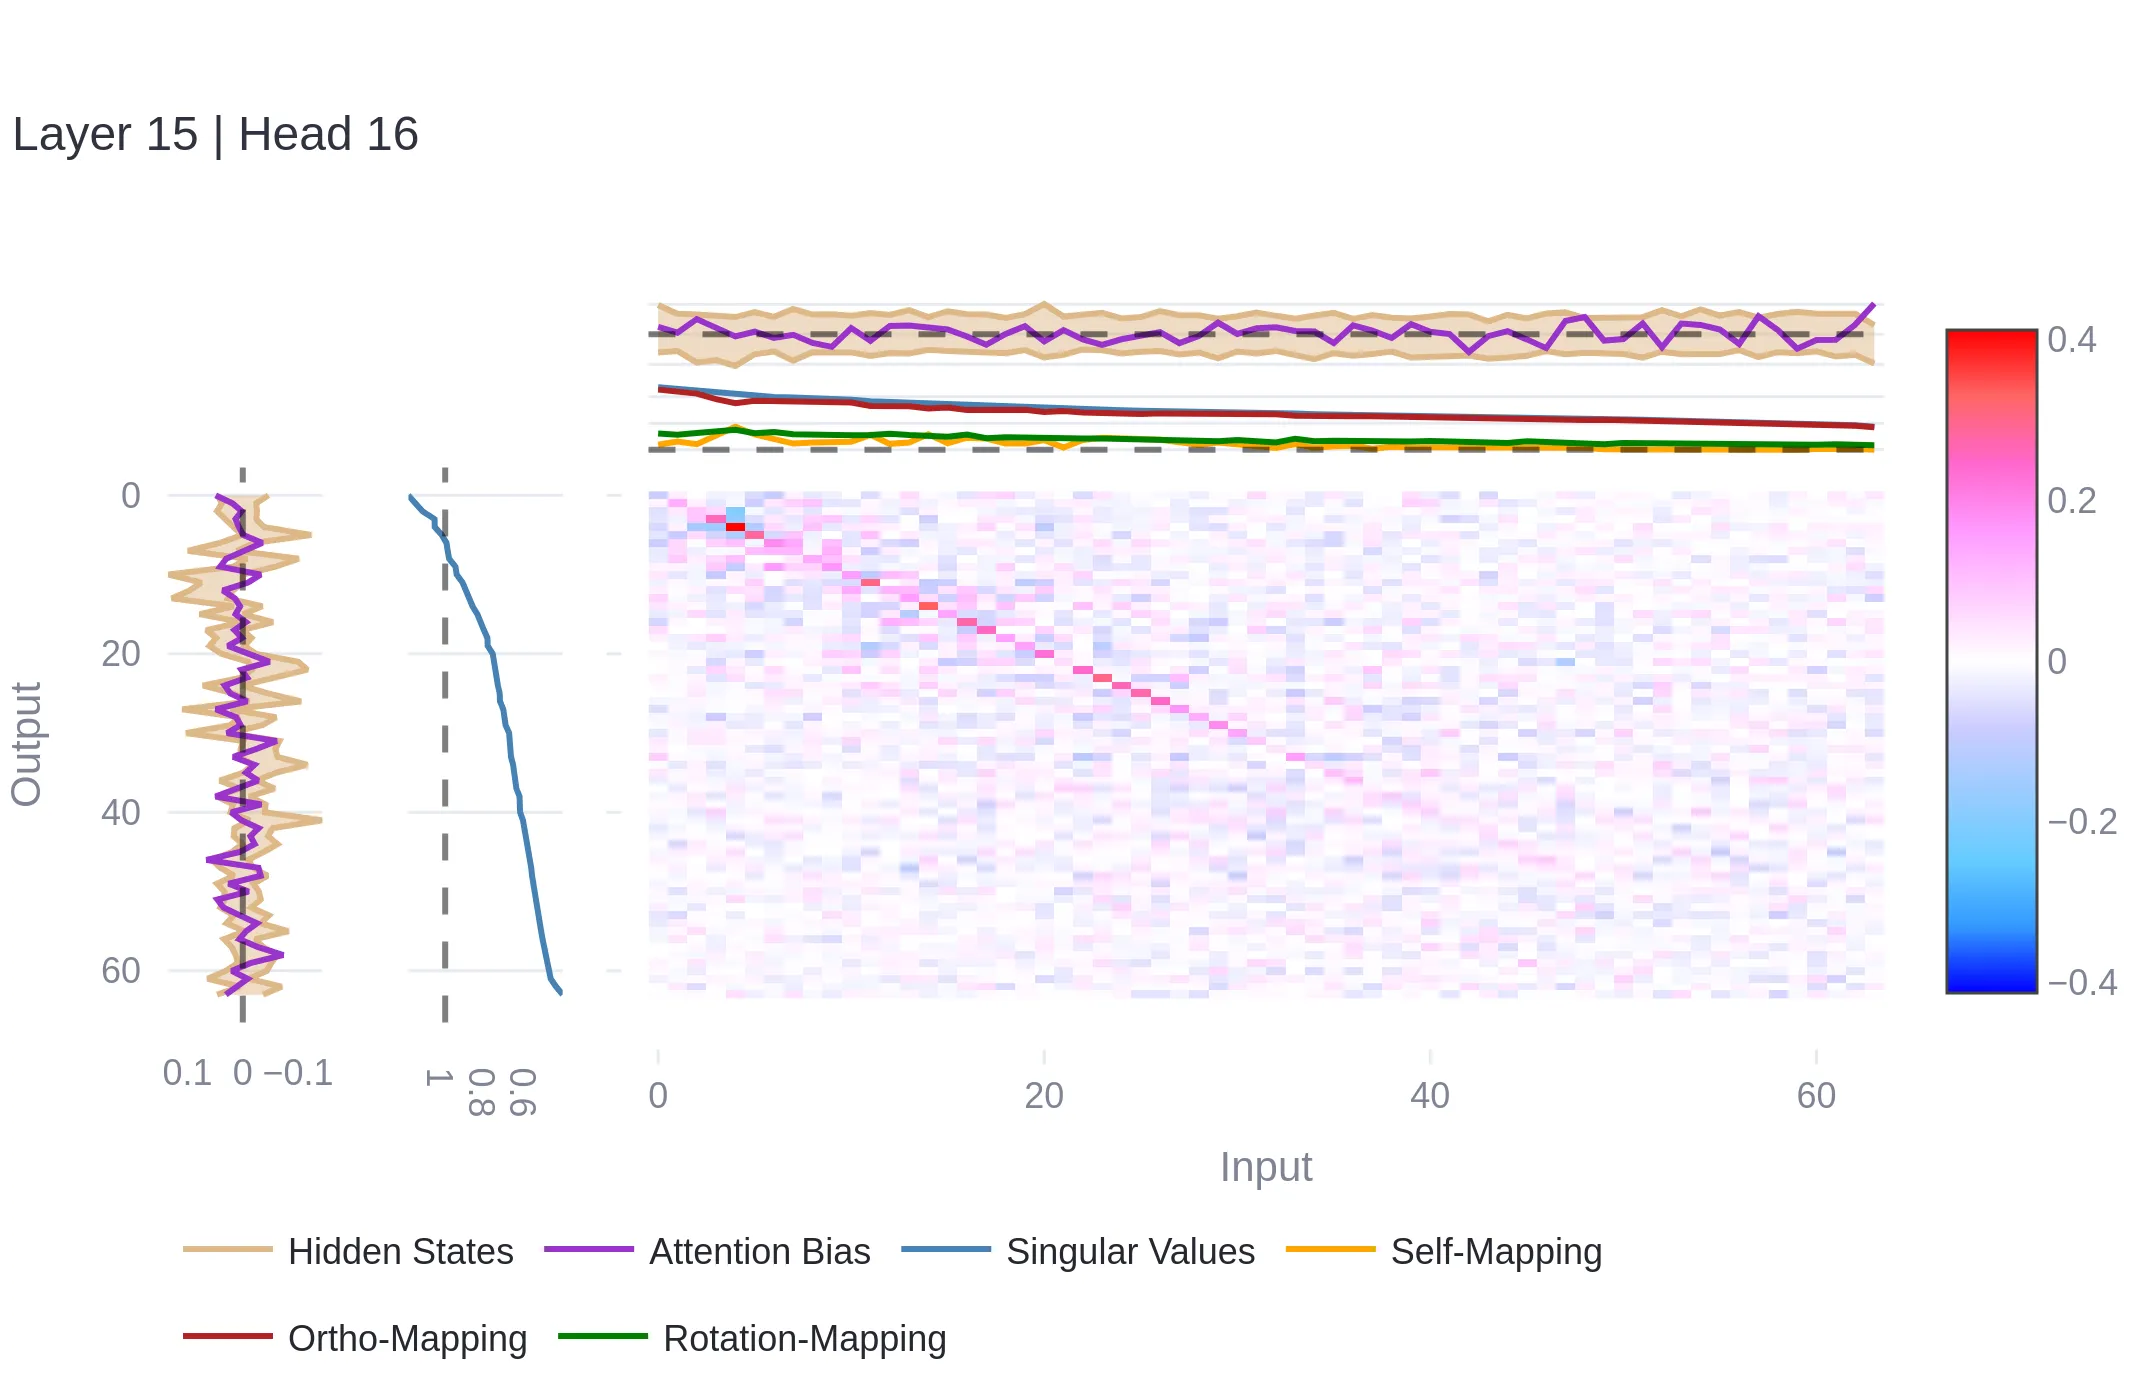 Layer 15 | Head 16
0.4
0.2
0
−0.2
−0.4
0
20
40
60
Output
0.1 0 −0.1
1 0.8 0.6
0 20 40 60
Input
Hidden States Attention Bias Singular Values Self-Mapping
Ortho-Mapping Rotation-Mapping